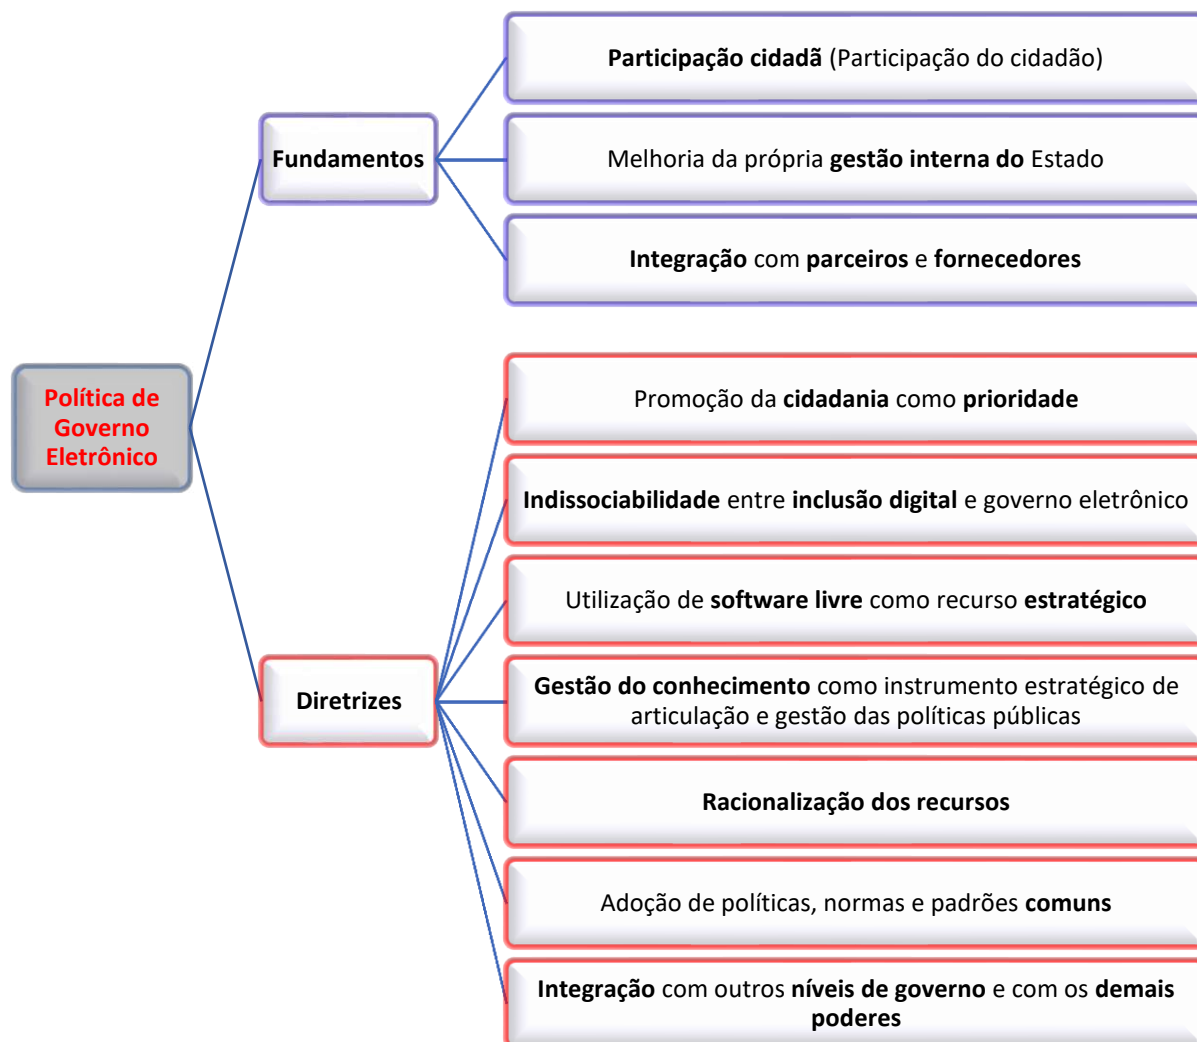 Política de
Governo
Eletrônico
Fundamentos
Participação cidadã (Participação do cidadão)
Melhoria da própria gestão interna do Estado
Integração com parceiros e fornecedores
Diretrizes
Promoção da cidadania como prioridade
Indissociabilidade entre inclusão digital e governo eletrônico
Utilização de software livre como recurso estratégico
Gestão do conhecimento como instrumento estratégico de
articulação e gestão das políticas públicas
Racionalização dos recursos
Adoção de políticas, normas e padrões comuns
Integração com outros níveis de governo e com os demais
poderes